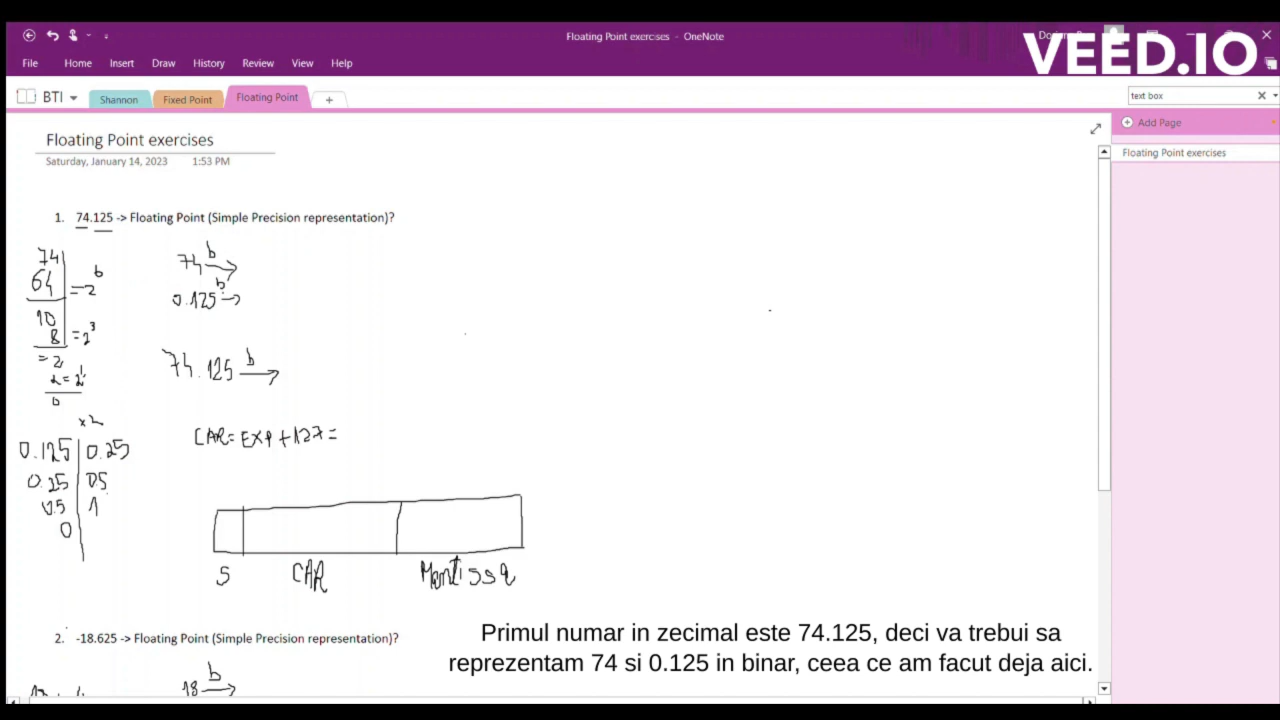 Floating Point exercises - OneNote
VEED.IO
File Home Insert Draw History Review View Help
BTI Shannon Fixed Point Floating Point +
text box
Add Page
Floating Point exercises
Floating Point exercises
Saturday, January 14, 2023 1:53 PM
1. 74.125 -> Floating Point (Simple Precision representation)?
74
64 = 2^6
10
8 = 2^3
= 2
2 = 2^1
0
74 b→
0.125 b→
74.125 b→
x2
0.125 | 0.25
0.25 | 0.5
0.5 | 1
0
CAR = EXP + 127 =
S CAR Mantissa
2. -18.625 -> Floating Point (Simple Precision representation)?
18 b→
Primul numar in zecimal este 74.125, deci va trebui sa
reprezentam 74 si 0.125 in binar, ceea ce am facut deja aici.